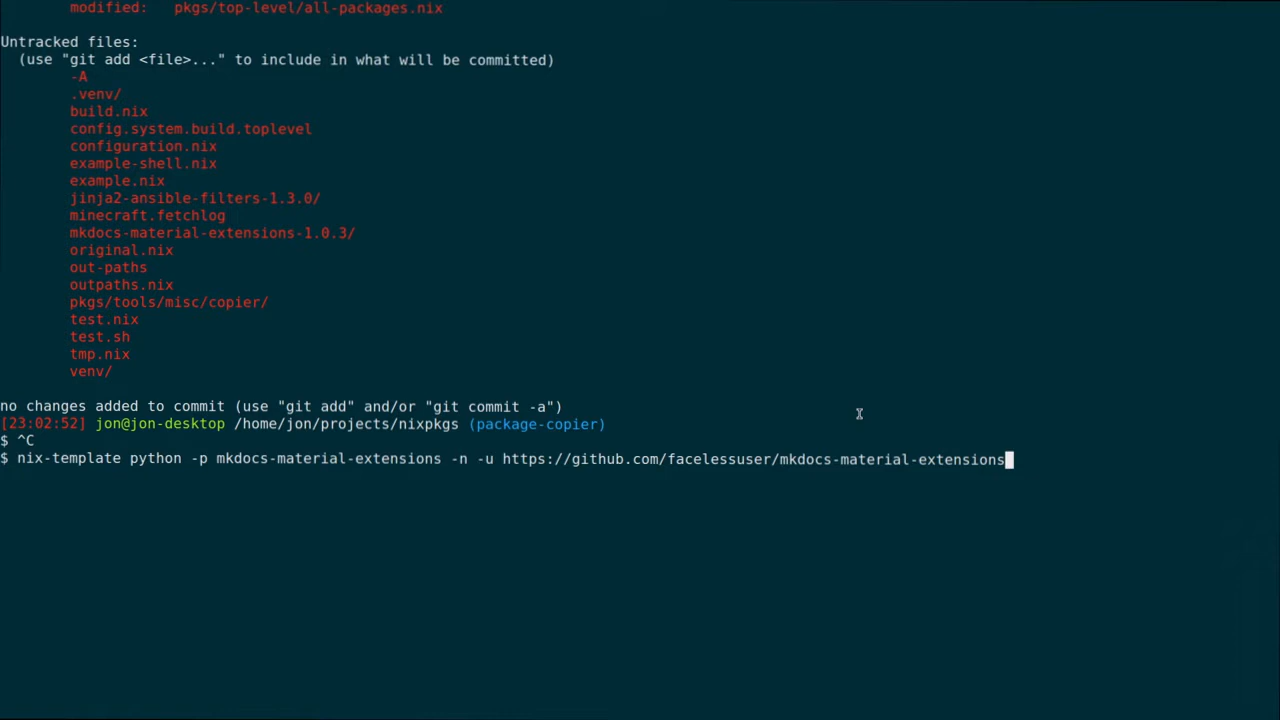 modified:   pkgs/top-level/all-packages.nix
Untracked files:
(use "git add <file>..." to include in what will be committed)
-A
.venv/
build.nix
config.system.build.toplevel
configuration.nix
example-shell.nix
example.nix
jinja2-ansible-filters-1.3.0/
minecraft.fetchlog
mkdocs-material-extensions-1.0.3/
original.nix
out-paths
outpaths.nix
pkgs/tools/misc/copier/
test.nix
test.sh
tmp.nix
venv/
no changes added to commit (use "git add" and/or "git commit -a")
[23:02:52] jon@jon-desktop /home/jon/projects/nixpkgs (package-copier)
$ ^C
$ nix-template python -p mkdocs-material-extensions -n -u https://github.com/facelessuser/mkdocs-material-extensions